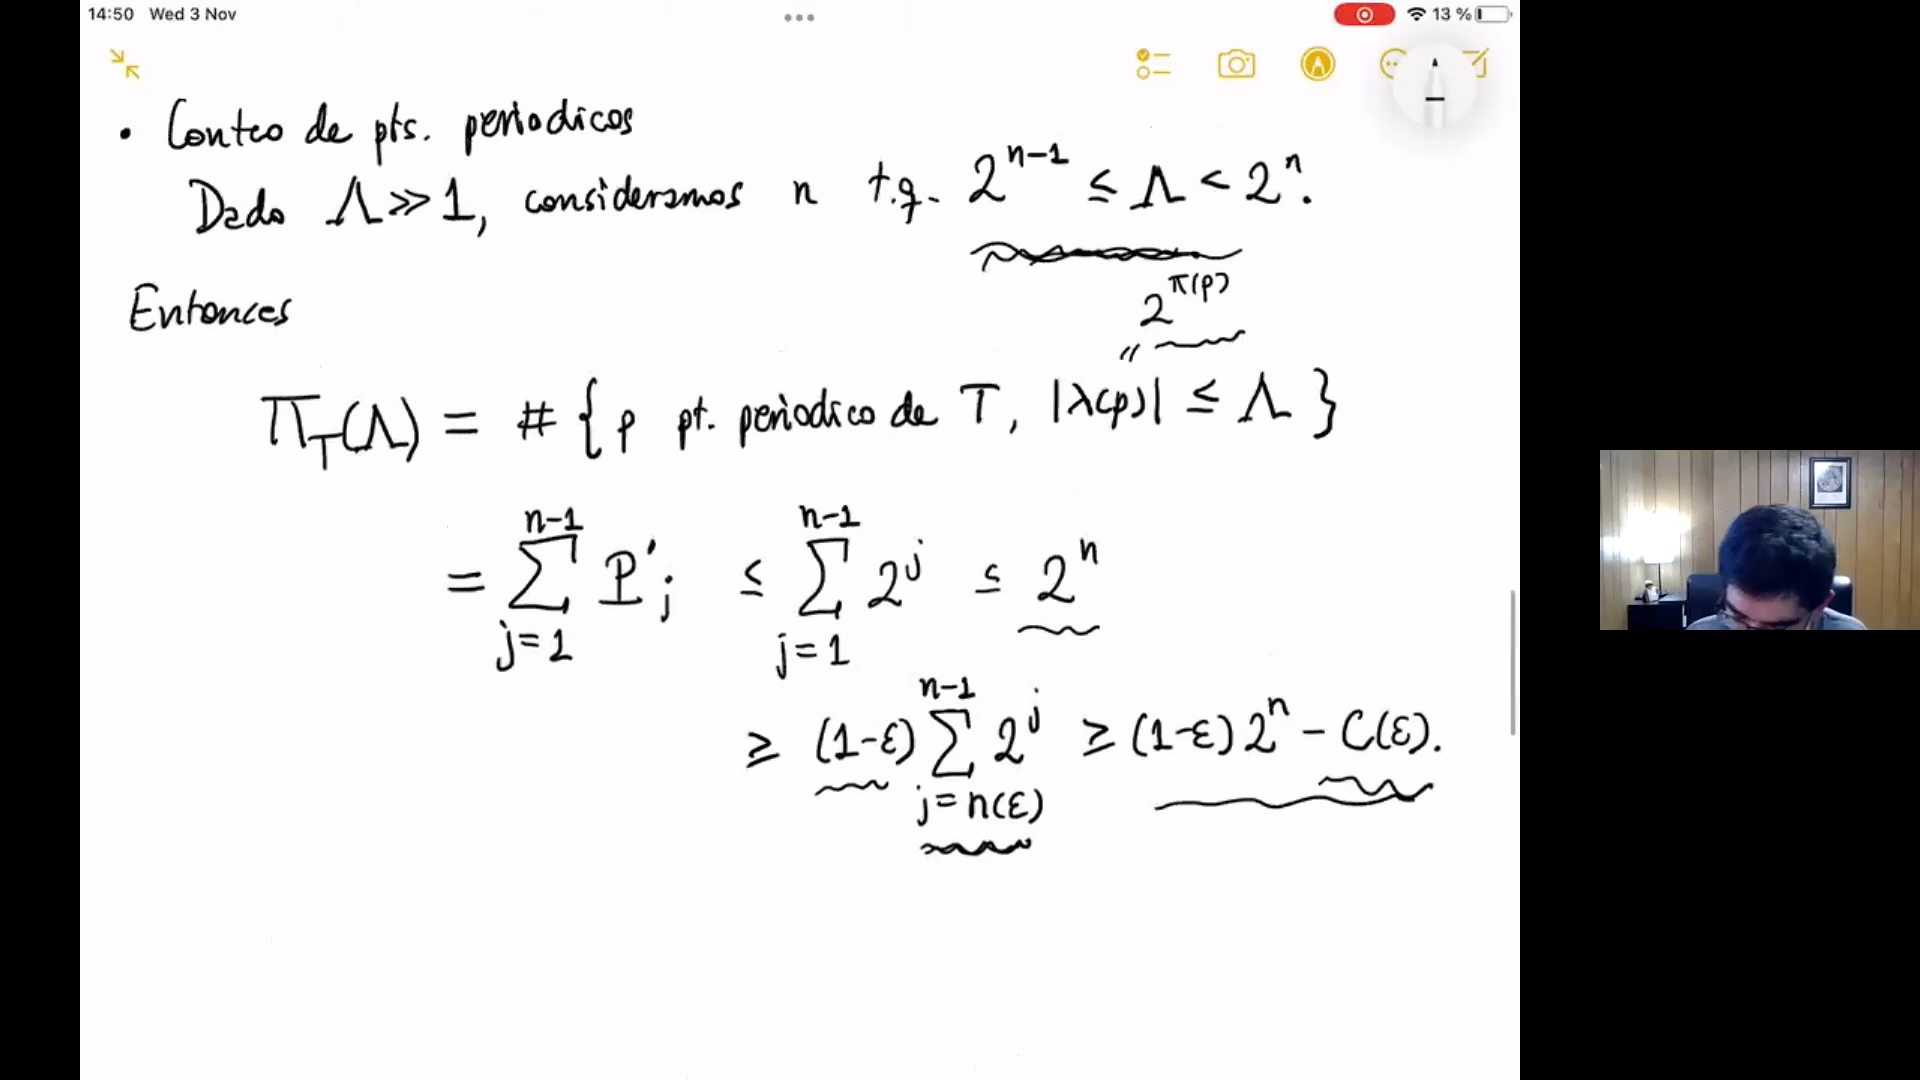 14:50 Wed 3 Nov 13 %
• Conteo de pts. periodicos
Dado Λ≫1, consideramos n t.q. 2^{n-1} ≤ Λ < 2^n.
Entonces
2^{π(p)}
"
Π_T(Λ) = # { p pt. periodico de T, |λ(p)| ≤ Λ }
= ∑_{j=1}^{n-1} P'_j ≤ ∑_{j=1}^{n-1} 2^j ≤ 2^n
≥ (1-ε) ∑_{j=n(ε)}^{n-1} 2^j ≥ (1-ε) 2^n - C(ε).